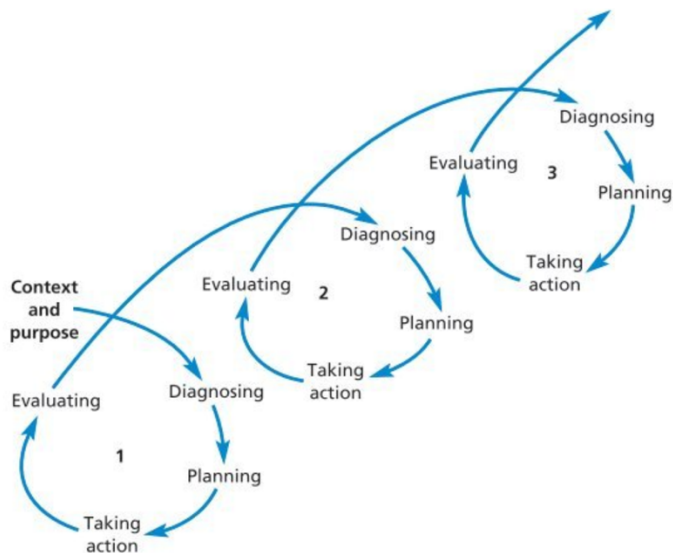 Diagnosing
Evaluating
3
Planning
Taking
action
Diagnosing
Evaluating
2
Planning
Taking
action
Context
and
purpose
Diagnosing
Evaluating
1
Planning
Taking
action